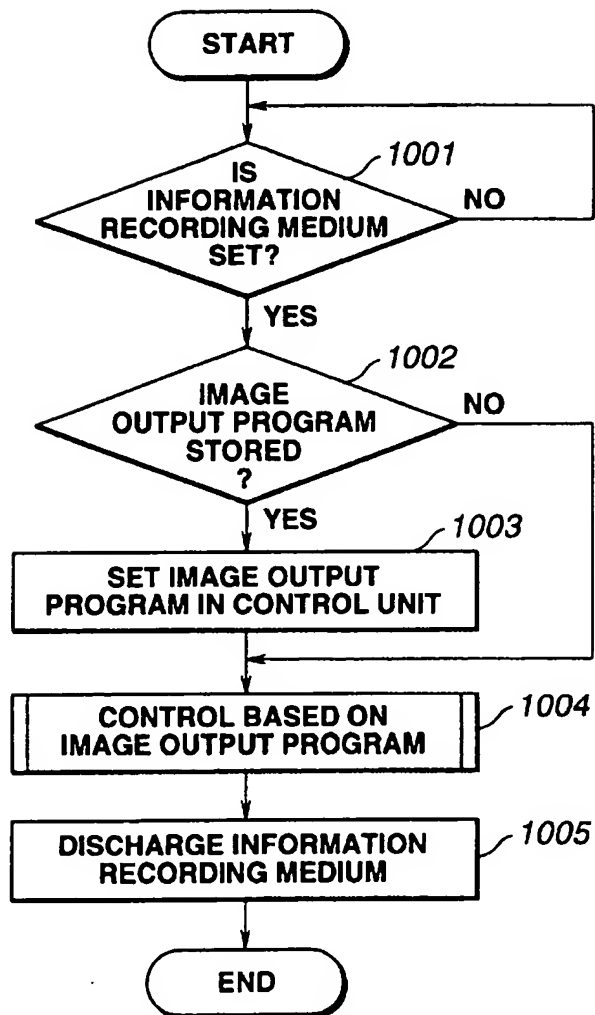 START
1001
IS
INFORMATION
RECORDING MEDIUM
SET?
NO
YES
1002
IMAGE
OUTPUT PROGRAM
STORED
?
NO
YES
1003
SET IMAGE OUTPUT
PROGRAM IN CONTROL UNIT
CONTROL BASED ON
IMAGE OUTPUT PROGRAM
1004
DISCHARGE INFORMATION
RECORDING MEDIUM
1005
END